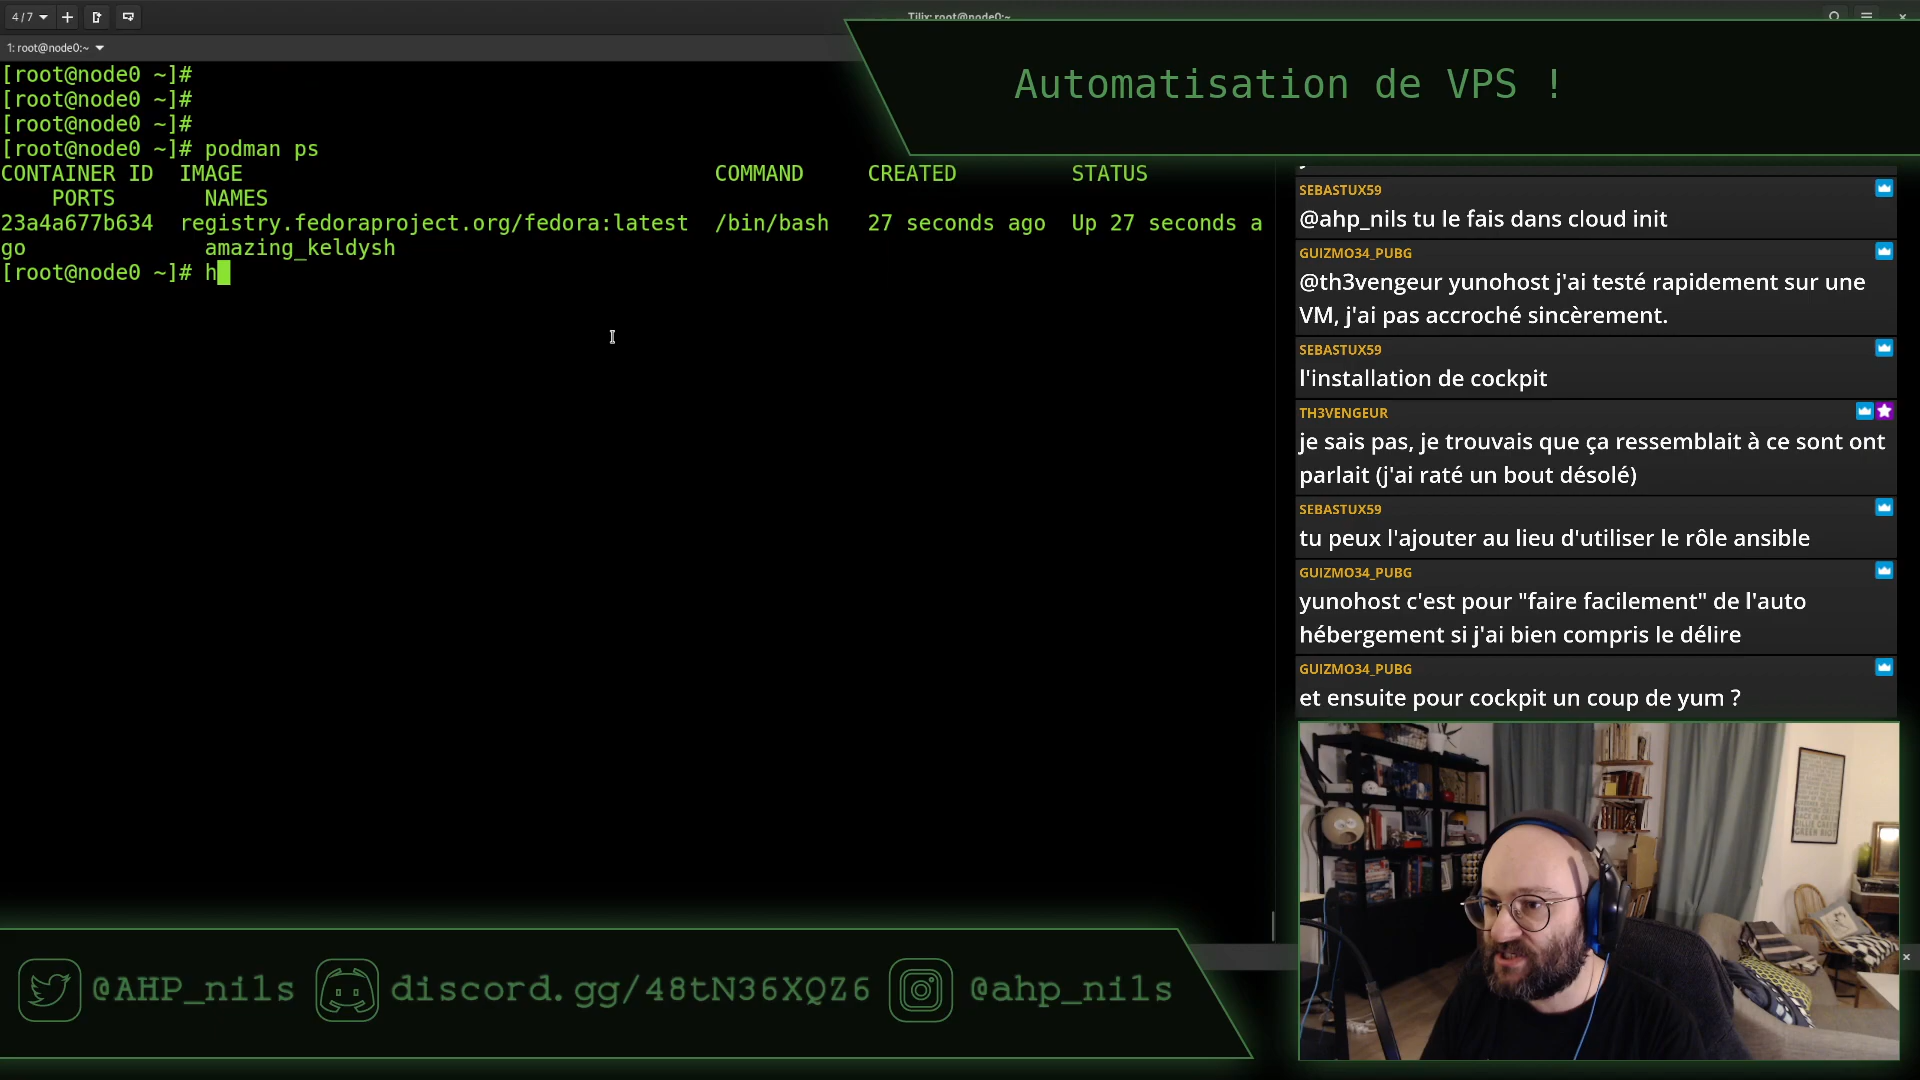 4/7
Tilix: root@node0:~
1: root@node0:~
[root@node0 ~]#
[root@node0 ~]#
[root@node0 ~]#
[root@node0 ~]# podman ps
CONTAINER ID  IMAGE                                     COMMAND     CREATED         STATUS
    PORTS       NAMES
23a4a677b634  registry.fedoraproject.org/fedora:latest  /bin/bash   27 seconds ago  Up 27 seconds a
go              amazing_keldysh
[root@node0 ~]# h
Automatisation de VPS !
SEBASTUX59
@ahp_nils tu le fais dans cloud init
GUIZMO34_PUBG
@th3vengeur yunohost j'ai testé rapidement sur une
VM, j'ai pas accroché sincèrement.
SEBASTUX59
l'installation de cockpit
TH3VENGEUR
je sais pas, je trouvais que ça ressemblait à ce sont ont
parlait (j'ai raté un bout désolé)
SEBASTUX59
tu peux l'ajouter au lieu d'utiliser le rôle ansible
GUIZMO34_PUBG
yunohost c'est pour "faire facilement" de l'auto
hébergement si j'ai bien compris le délire
GUIZMO34_PUBG
et ensuite pour cockpit un coup de yum ?
@AHP_nils discord.gg/48tN36XQZ6 @ahp_nils